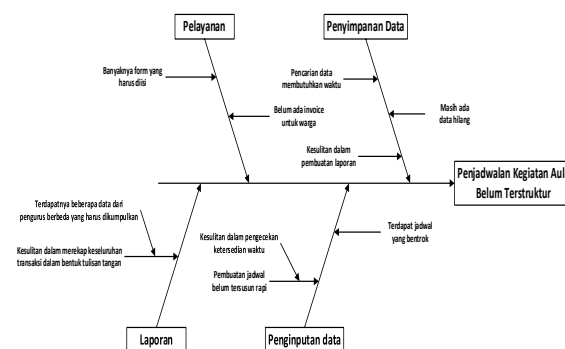 Pelayanan
Penyimpanan Data
Banyaknya form yang
harus diisi
Pencarian data
membutuhkan waktu
Belum ada invoice
untuk warga
Masih ada
data hilang
Kesulitan dalam
pembuatan laporan
Penjadwalan Kegiatan Aula
Belum Terstruktur
Terdapatnya beberapa data dari
pengurus berbeda yang harus dikumpulkan
Kesulitan dalam merekap keseluruhan
transaksi dalam bentuk tulisan tangan
Kesulitan dalam pengecekan
ketersedian waktu
Pembuatan jadwal
belum tersusun rapi
Terdapat jadwal
yang bentrok
Laporan
Penginputan data